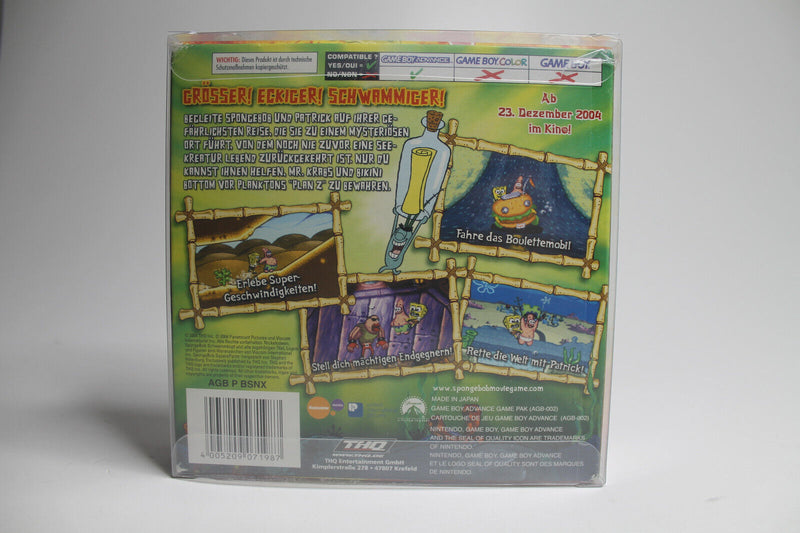 WICHTIG: Dieses Produkt ist durch technische
Schutzmaßnahmen kopiergeschützt.
COMPATIBLE ?
YES/OUI =
NO/NON=
GAME BOY ADVANCE
GAME BOY COLOR
GAME BOY
GRÖSSER! ECKIGER! SCHWAMMIGER!
BEGLEITE SPONGEBOB UND PATRICK AUF IHRER GE-
FÄHRLICHSTEN REISE, DIE SIE ZU EINEM MYSTERIÖSEN
ORT FÜHRT, VON DEM NOCH NIE ZUVOR EINE SEE-
KREATUR LEBEND ZURÜCKGEKEHRT IST. NUR DU
KANNST IHNEN HELFEN, MR. KRABS UND BIKINI
BOTTOM VOR PLANKTONS "PLAN Z" ZU BEWAHREN.
Ab
23. Dezember 2004
im Kino!
Fahre das Boulettemobil!
Erlebe Super-
Geschwindigkeiten!
Stell dich mächtigen Endgegnern!
Rette die Welt mit Patrick!
AGB P BSNX
4 005209 071987
THQ
www.thq.de
THQ Entertainment GmbH
Kimplerstraße 278 • 47807 Krefeld
www.spongebobmoviegame.com
MADE IN JAPAN
GAME BOY ADVANCE GAME PAK (AGB-002)
CARTOUCHE DE JEU GAME BOY ADVANCE (AGB-002)
NINTENDO, GAME BOY, GAME BOY ADVANCE
AND THE SEAL OF QUALITY ICON ARE TRADEMARKS
OF NINTENDO.
NINTENDO, GAME BOY, GAME BOY ADVANCE
ET LE LOGO SEAL OF QUALITY SONT DES MARQUES
DE NINTENDO.